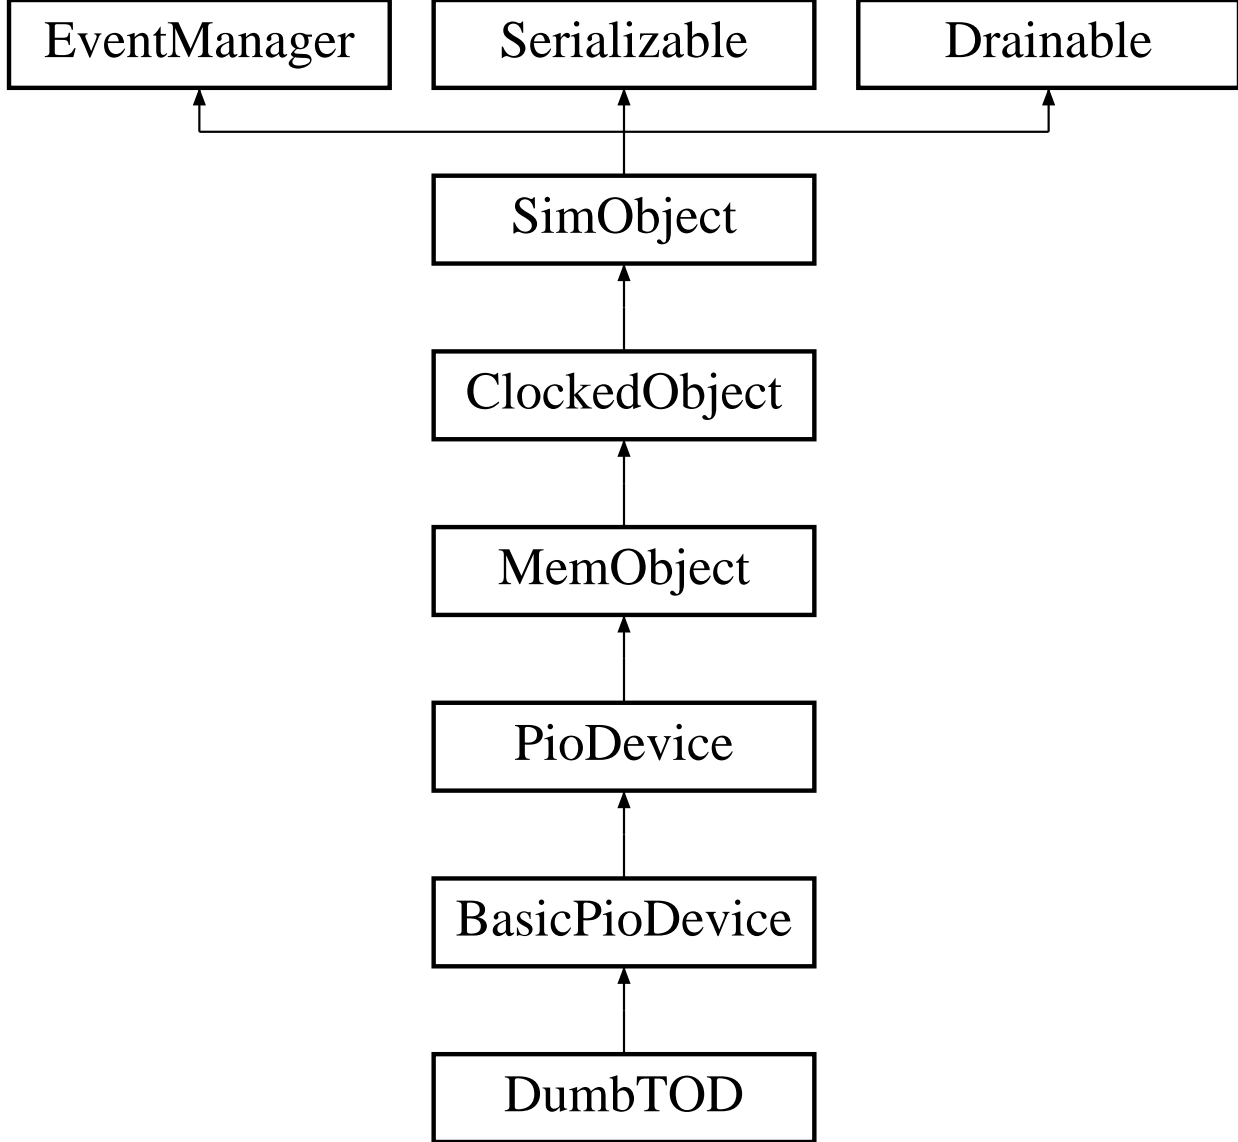 EventManager Serializable Drainable
SimObject
ClockedObject
MemObject
PioDevice
BasicPioDevice
DumbTOD